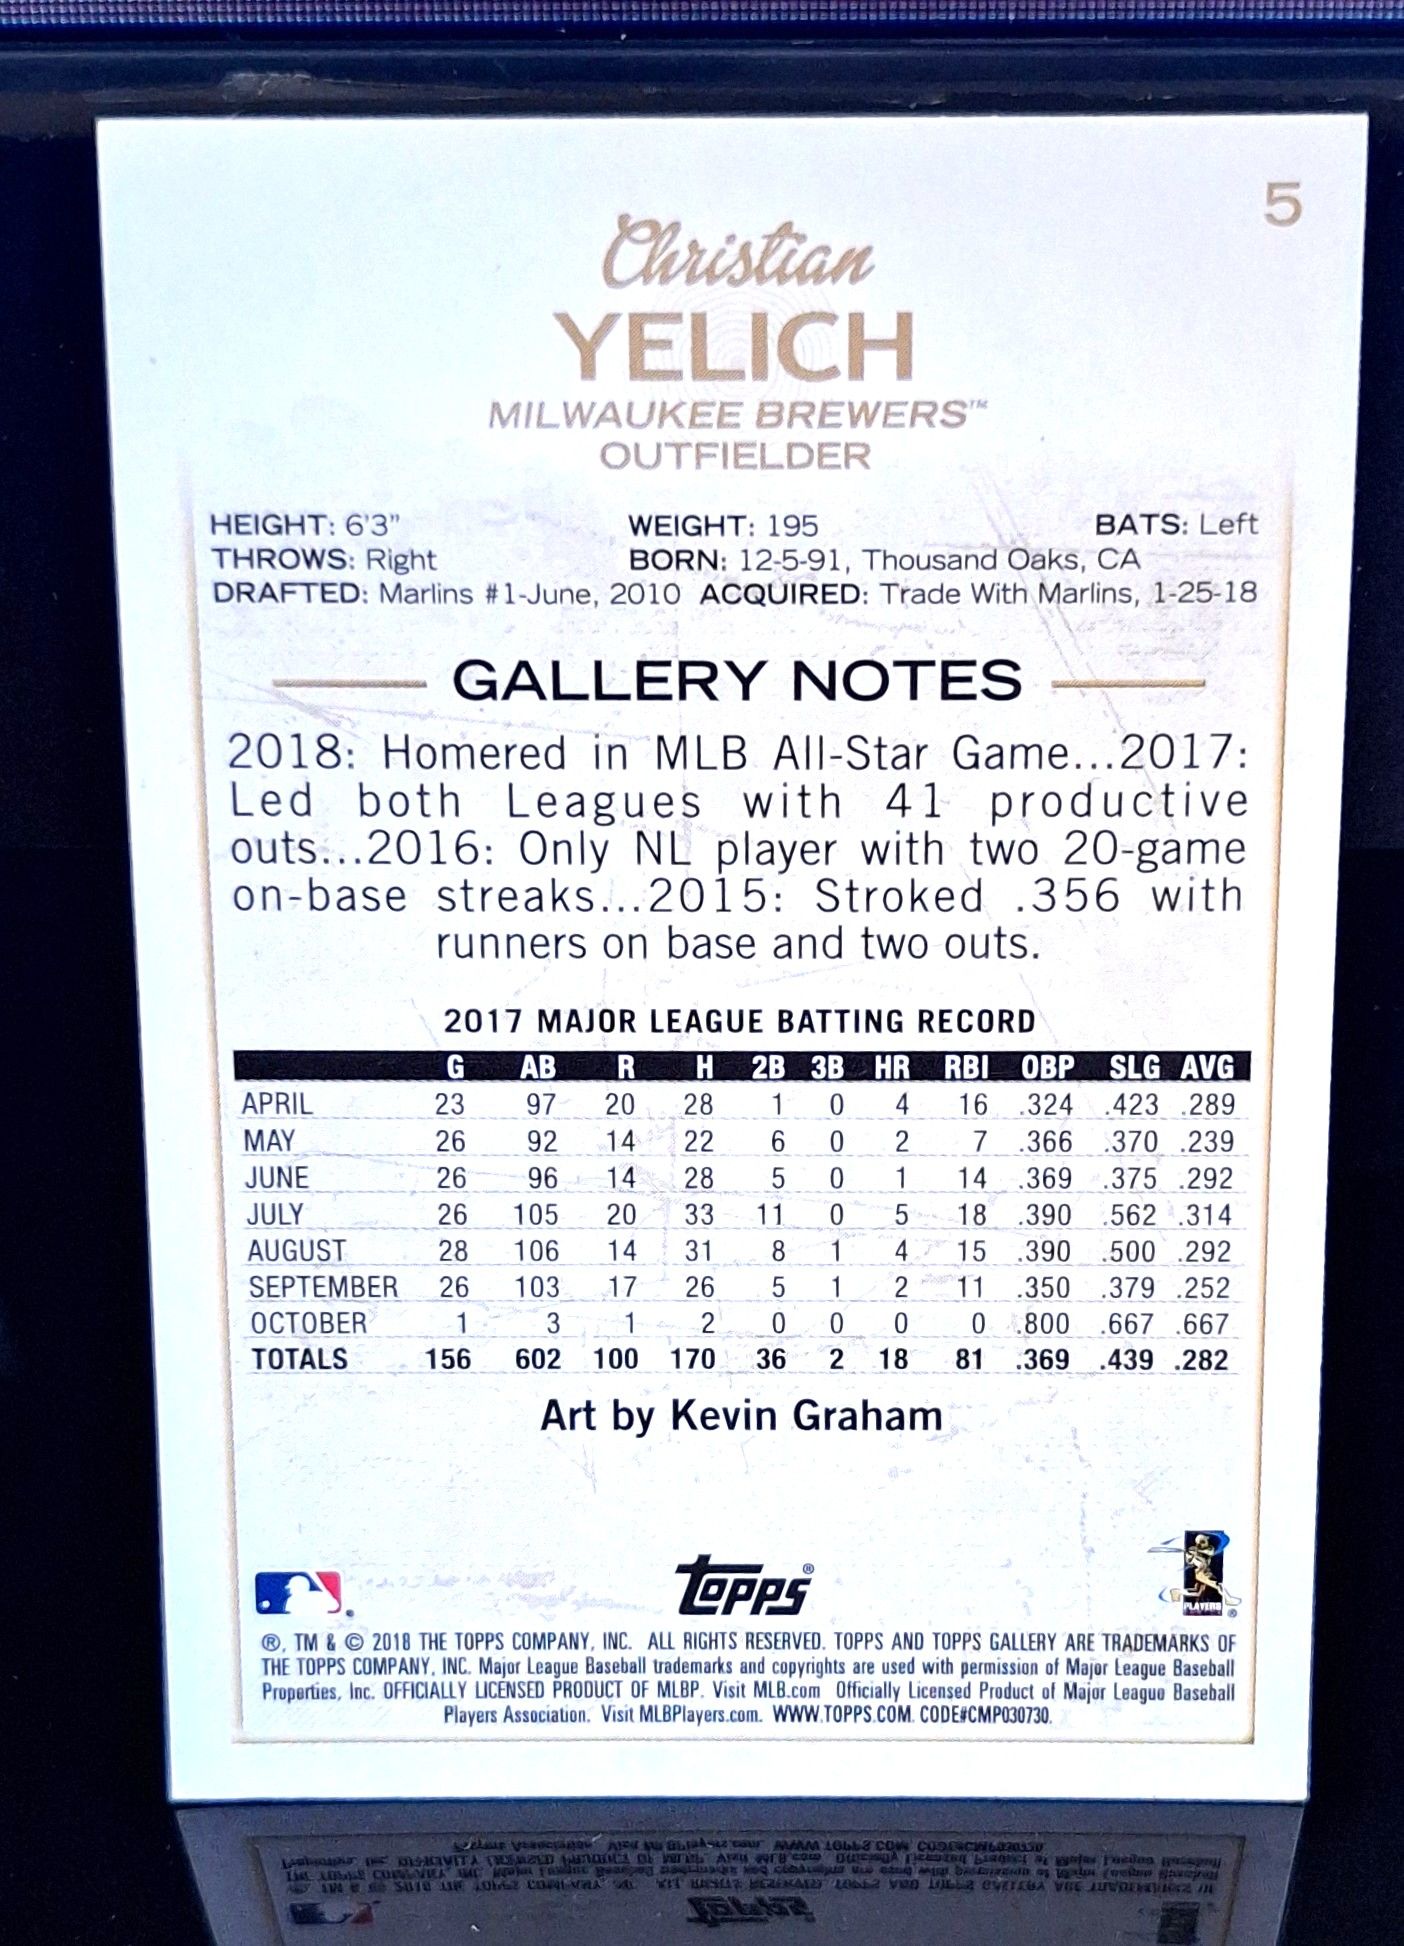 5
Christian
YELICH
MILWAUKEE BREWERS™
OUTFIELDER
HEIGHT: 6'3" WEIGHT: 195 BATS: Left
THROWS: Right BORN: 12-5-91, Thousand Oaks, CA
DRAFTED: Marlins #1-June, 2010 ACQUIRED: Trade With Marlins, 1-25-18
GALLERY NOTES
2018: Homered in MLB All-Star Game...2017:
Led both Leagues with 41 productive
outs...2016: Only NL player with two 20-game
on-base streaks...2015: Stroked .356 with
runners on base and two outs.
2017 MAJOR LEAGUE BATTING RECORD
G AB R H 2B 3B HR RBI OBP SLG AVG
APRIL 23 97 20 28 1 0 4 16 .324 .423 .289
MAY 26 92 14 22 6 0 2 7 .366 .370 .239
JUNE 26 96 14 28 5 0 1 14 .369 .375 .292
JULY 26 105 20 33 11 0 5 18 .390 .562 .314
AUGUST 28 106 14 31 8 1 4 15 .390 .500 .292
SEPTEMBER 26 103 17 26 5 1 2 11 .350 .379 .252
OCTOBER 1 3 1 2 0 0 0 0 .800 .667 .667
TOTALS 156 602 100 170 36 2 18 81 .369 .439 .282
Art by Kevin Graham
TOPPS®
PLAYERS ®
®, TM & © 2018 THE TOPPS COMPANY, INC. ALL RIGHTS RESERVED. TOPPS AND TOPPS GALLERY ARE TRADEMARKS OF
THE TOPPS COMPANY, INC. Major League Baseball trademarks and copyrights are used with permission of Major League Baseball
Properties, Inc. OFFICIALLY LICENSED PRODUCT OF MLBP. Visit MLB.com Officially Licensed Product of Major League Baseball
Players Association. Visit MLBPlayers.com. WWW.TOPPS.COM. CODE#CMP030730.